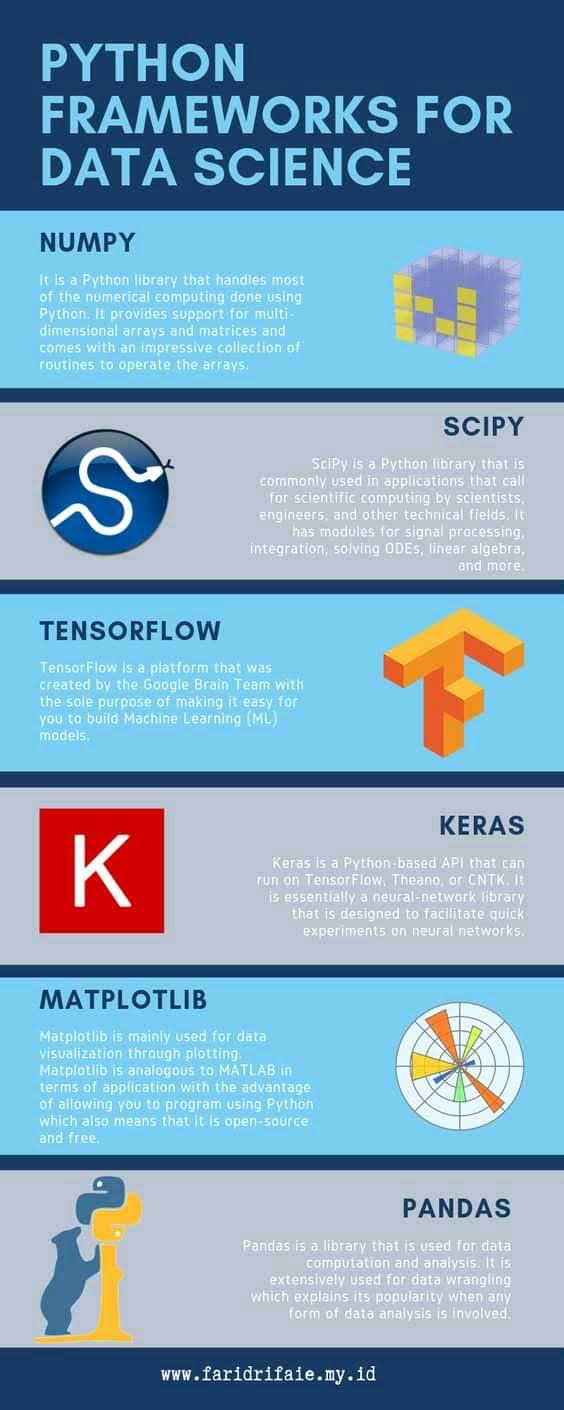 PYTHON
FRAMEWORKS FOR
DATA SCIENCE
NUMPY
It is a Python library that handles most
of the numerical computing done using
Python. It provides support for multi-
dimensional arrays and matrices and
comes with an impressive collection of
routines to operate the arrays.
SCIPY
SciPy is a Python library that is
commonly used in applications that call
for scientific computing by scientists,
engineers, and other technical fields. It
has modules for signal processing,
integration, solving ODEs, linear algebra,
and more.
TENSORFLOW
TensorFlow is a platform that was
created by the Google Brain Team with
the sole purpose of making it easy for
you to build Machine Learning (ML)
models.
K
KERAS
Keras is a Python-based API that can
run on TensorFlow, Theano, or CNTK. It
is essentially a neural-network library
that is designed to facilitate quick
experiments on neural networks.
MATPLOTLIB
Matplotlib is mainly used for data
visualization through plotting.
Matplotlib is analogous to MATLAB in
terms of application with the advantage
of allowing you to program using Python
which also means that it is open-source
and free.
PANDAS
Pandas is a library that is used for data
computation and analysis. It is
extensively used for data wrangling
which explains its popularity when any
form of data analysis is involved.
www.faridrifaie.my.id